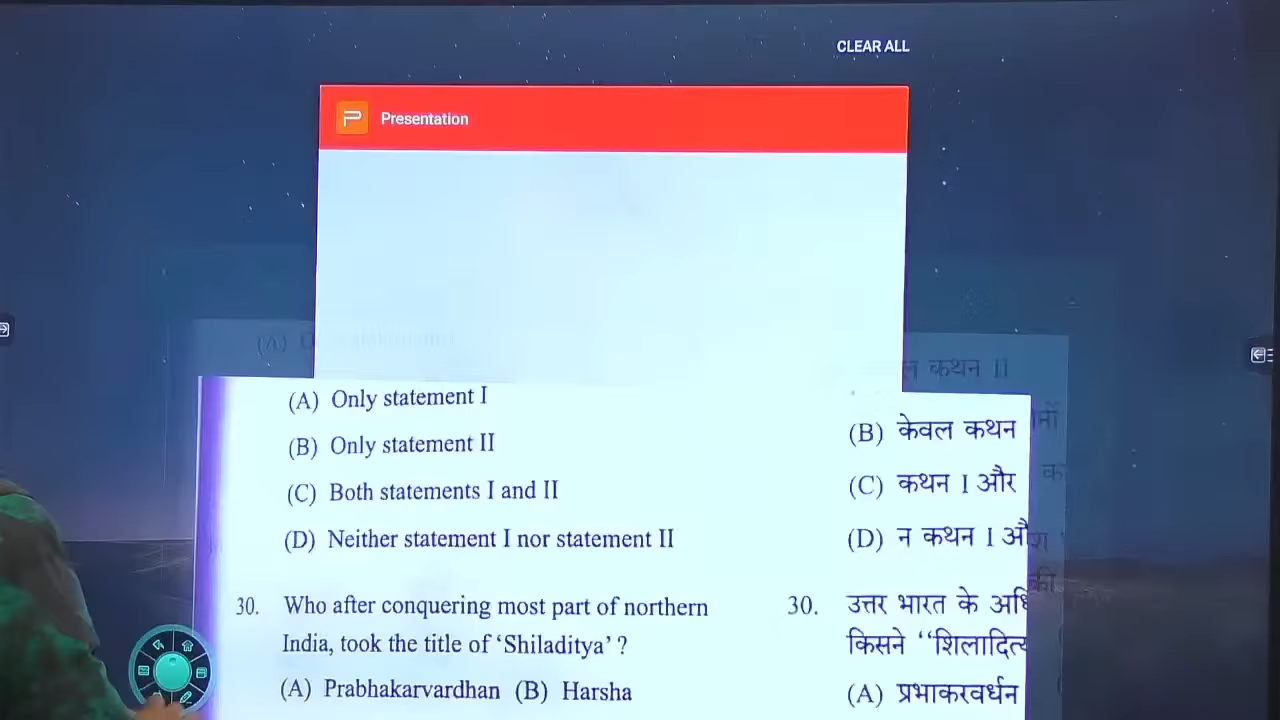 CLEAR ALL
Presentation
कथन II
(A) Only statement I
(B) Only statement II
(C) Both statements I and II
(D) Neither statement I nor statement II
30. Who after conquering most part of northern
India, took the title of ‘Shiladitya’ ?
(A) Prabhakarvardhan (B) Harsha
(B) केवल कथन
(C) कथन I और
(D) न कथन I औ
30. उत्तर भारत के
किसने “शिलादित्य
(A) प्रभाकरवर्धन